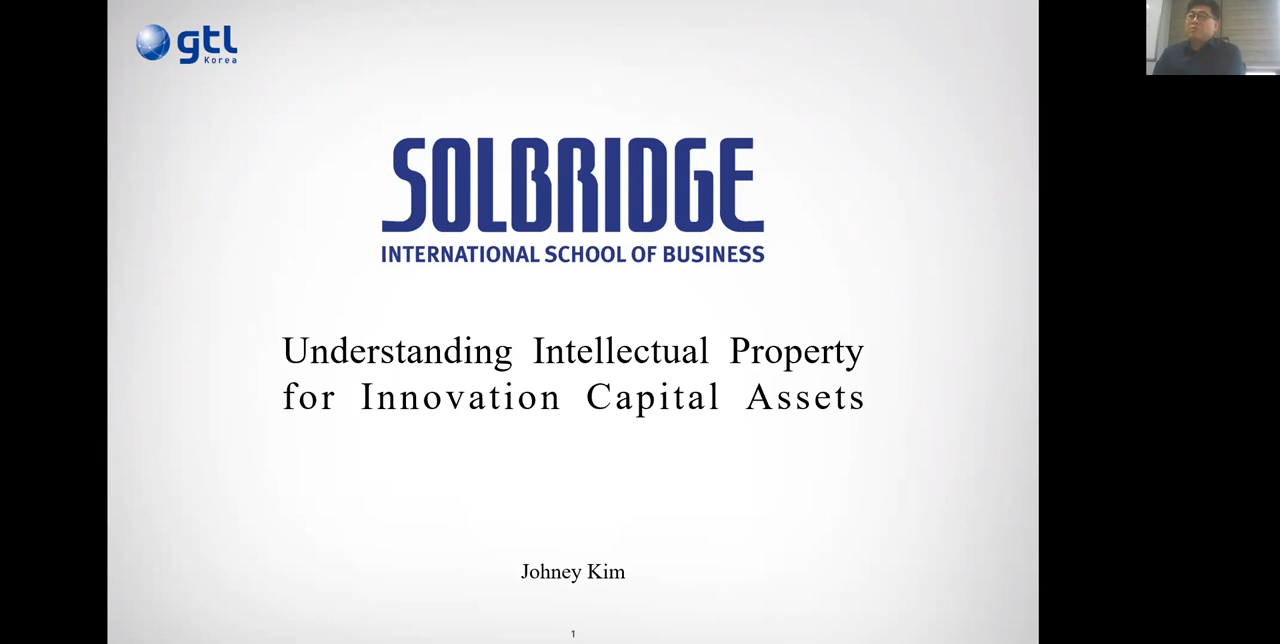 gtl
Korea
SOLBRIDGE
INTERNATIONAL SCHOOL OF BUSINESS
Understanding Intellectual Property
for Innovation Capital Assets
Johney Kim
1